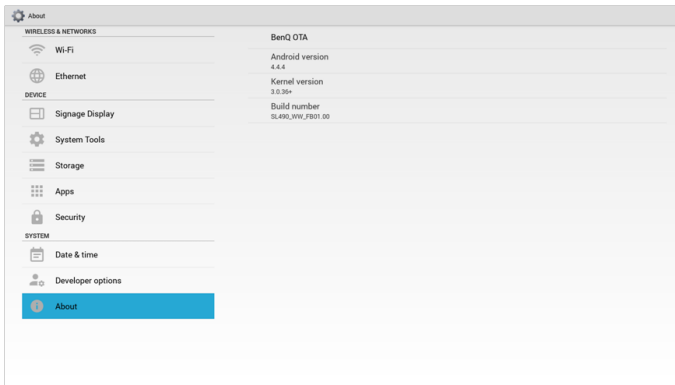 About
WIRELESS & NETWORKS
Wi-Fi
Ethernet
DEVICE
Signage Display
System Tools
Storage
Apps
Security
SYSTEM
Date & time
Developer options
About
BenQ OTA
Android version
4.4.4
Kernel version
3.0.36+
Build number
SL490_WW_FB01.00